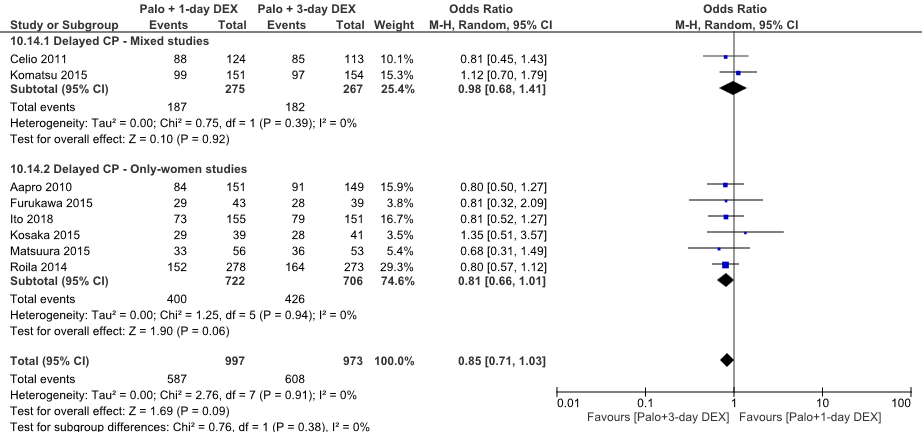 Palo + 1-day DEX Palo + 3-day DEX Odds Ratio Odds Ratio
Study or Subgroup Events Total Events Total Weight M-H, Random, 95% CI M-H, Random, 95% CI
10.14.1 Delayed CP - Mixed studies
Celio 2011 88 124 85 113 10.1% 0.81 [0.45, 1.43]
Komatsu 2015 99 151 97 154 15.3% 1.12 [0.70, 1.79]
Subtotal (95% CI) 275 267 25.4% 0.98 [0.68, 1.41]
Total events 187 182
Heterogeneity: Tau² = 0.00; Chi² = 0.75, df = 1 (P = 0.39); I² = 0%
Test for overall effect: Z = 0.10 (P = 0.92)
10.14.2 Delayed CP - Only-women studies
Aapro 2010 84 151 91 149 15.9% 0.80 [0.50, 1.27]
Furukawa 2015 29 43 28 39 3.8% 0.81 [0.32, 2.09]
Ito 2018 73 155 79 151 16.7% 0.81 [0.52, 1.27]
Kosaka 2015 29 39 28 41 3.5% 1.35 [0.51, 3.57]
Matsuura 2015 33 56 36 53 5.4% 0.68 [0.31, 1.49]
Roila 2014 152 278 164 273 29.3% 0.80 [0.57, 1.12]
Subtotal (95% CI) 722 706 74.6% 0.81 [0.66, 1.01]
Total events 400 426
Heterogeneity: Tau² = 0.00; Chi² = 1.25, df = 5 (P = 0.94); I² = 0%
Test for overall effect: Z = 1.90 (P = 0.06)
Total (95% CI) 997 973 100.0% 0.85 [0.71, 1.03]
Total events 587 608
Heterogeneity: Tau² = 0.00; Chi² = 2.76, df = 7 (P = 0.91); I² = 0%
Test for overall effect: Z = 1.69 (P = 0.09)
Test for subgroup differences: Chi² = 0.76, df = 1 (P = 0.38), I² = 0%
0.01 0.1 1 10 100
Favours [Palo+3-day DEX] Favours [Palo+1-day DEX]